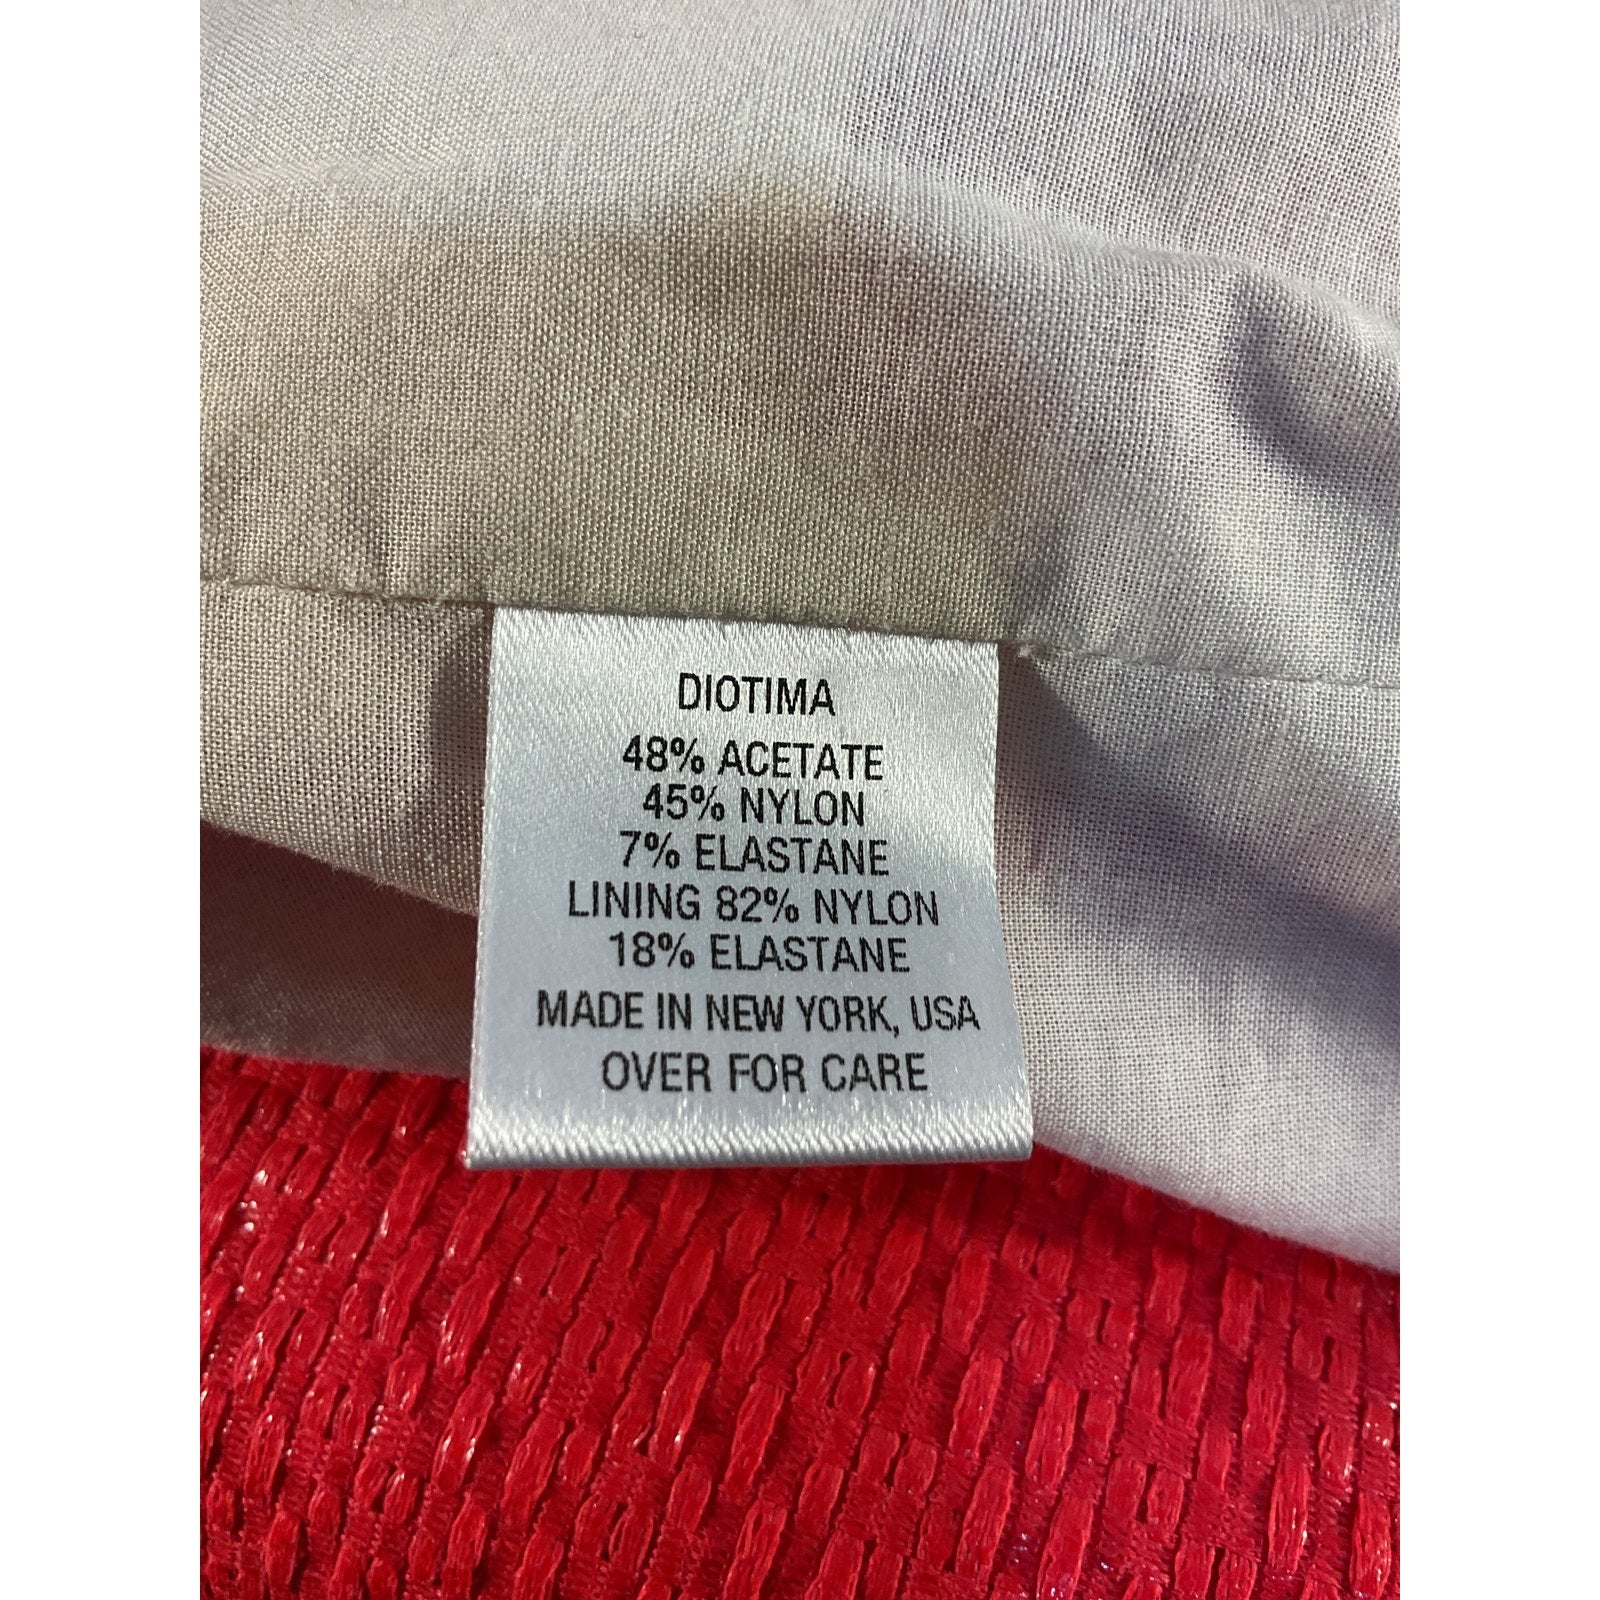 DIOTIMA
48% ACETATE
45% NYLON
7% ELASTANE
LINING 82% NYLON
18% ELASTANE
MADE IN NEW YORK, USA
OVER FOR CARE